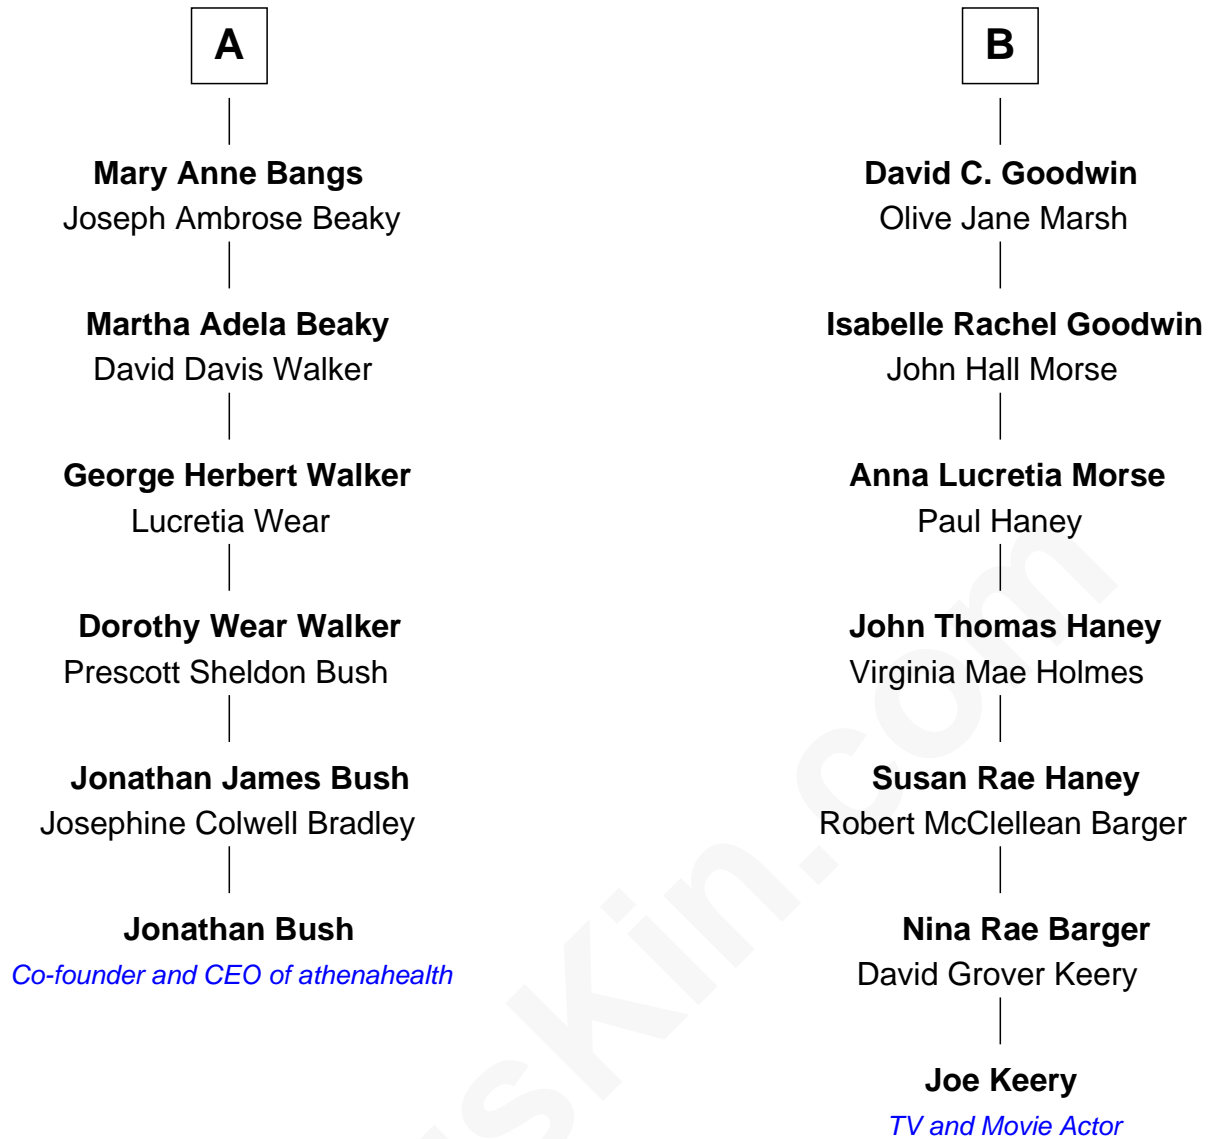 A
Mary Anne Bangs
Joseph Ambrose Beaky
Martha Adela Beaky
David Davis Walker
George Herbert Walker
Lucretia Wear
Dorothy Wear Walker
Prescott Sheldon Bush
Jonathan James Bush
Josephine Colwell Bradley
Jonathan Bush
Co-founder and CEO of athenahealth
B
David C. Goodwin
Olive Jane Marsh
Isabelle Rachel Goodwin
John Hall Morse
Anna Lucretia Morse
Paul Haney
John Thomas Haney
Virginia Mae Holmes
Susan Rae Haney
Robert McClellean Barger
Nina Rae Barger
David Grover Keery
Joe Keery
TV and Movie Actor
sKin.com